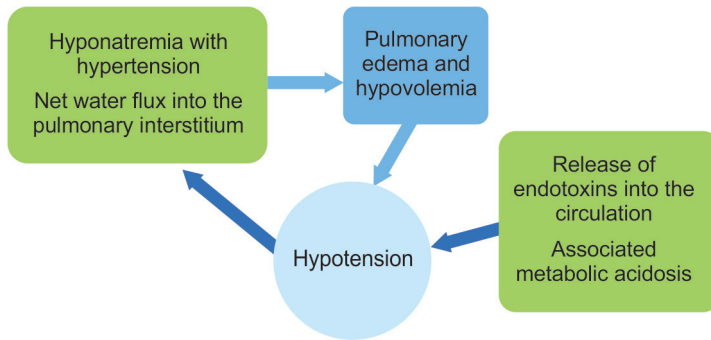 Hyponatremia with
hypertension
Net water flux into the
pulmonary interstitium
Pulmonary
edema and
hypovolemia
Release of
endotoxins into the
circulation
Associated
metabolic acidosis
Hypotension